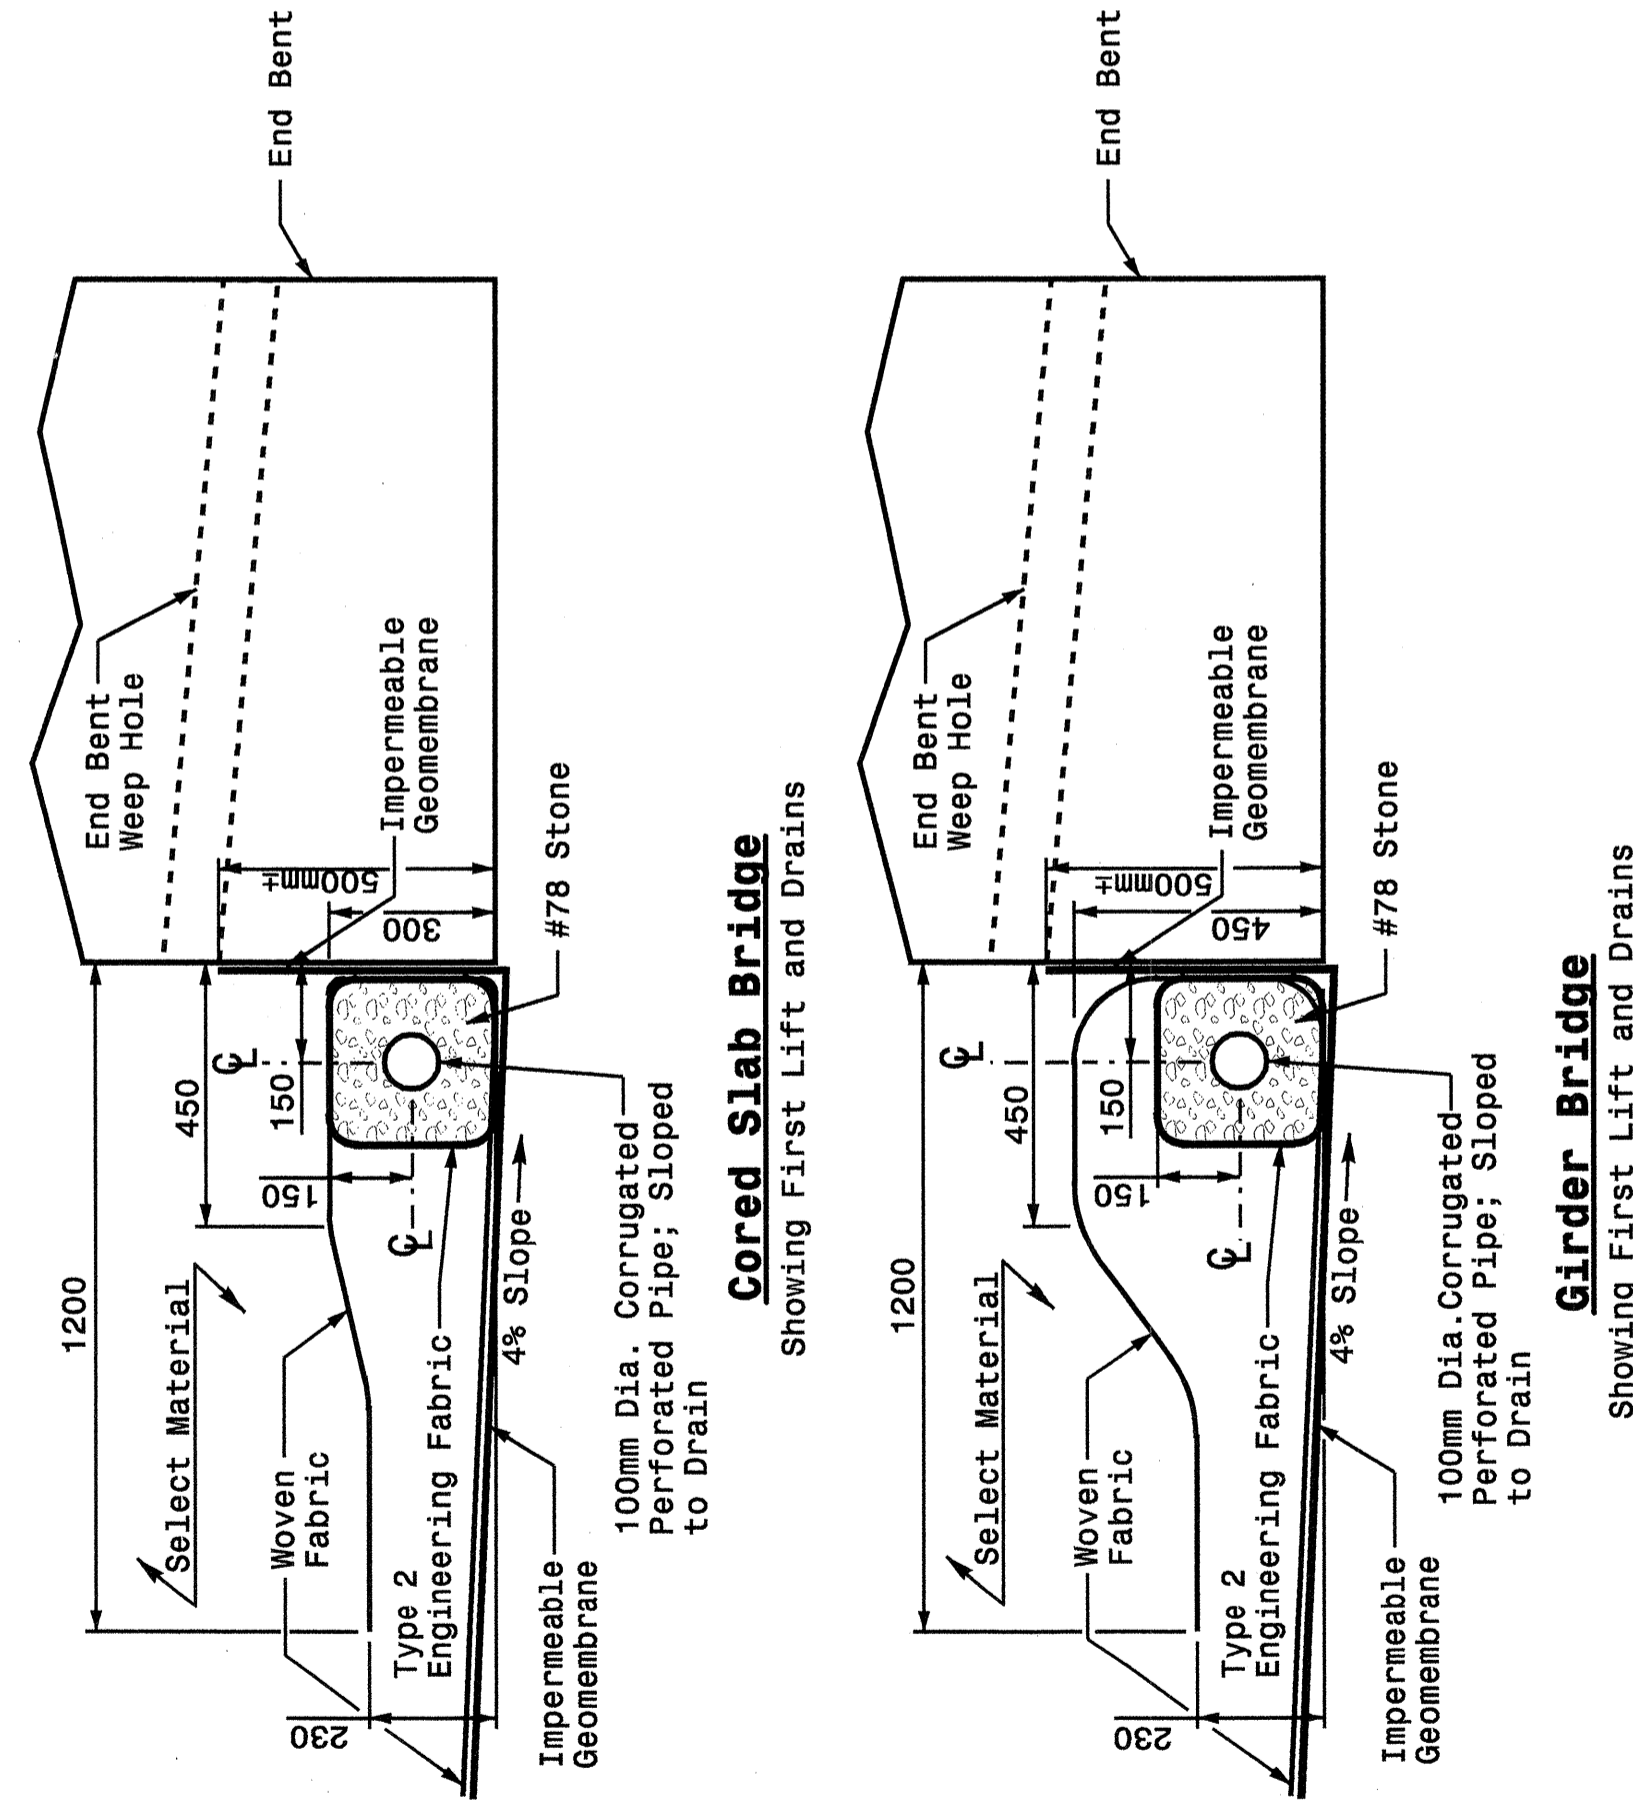 End Bent
End Bent
Weep Hole
Impermeable
Geomembrane
500mm±
300
#78 Stone
1200
450
150
150
C
L
C
L
Select Material
Woven
Fabric
Type 2
Engineering Fabric
4% Slope
230
Impermeable
Geomembrane
100mm Dia. Corrugated
Perforated Pipe; Sloped
to Drain
Cored Slab Bridge
Showing First Lift and Drains
End Bent
End Bent
Weep Hole
Impermeable
Geomembrane
500mm±
450
#78 Stone
1200
450
150
150
C
L
C
L
Select Material
Woven
Fabric
Type 2
Engineering Fabric
4% Slope
230
Impermeable
Geomembrane
100mm Dia.Corrugated
Perforated Pipe; Sloped
to Drain
Girder Bridge
Showing First Lift and Drains